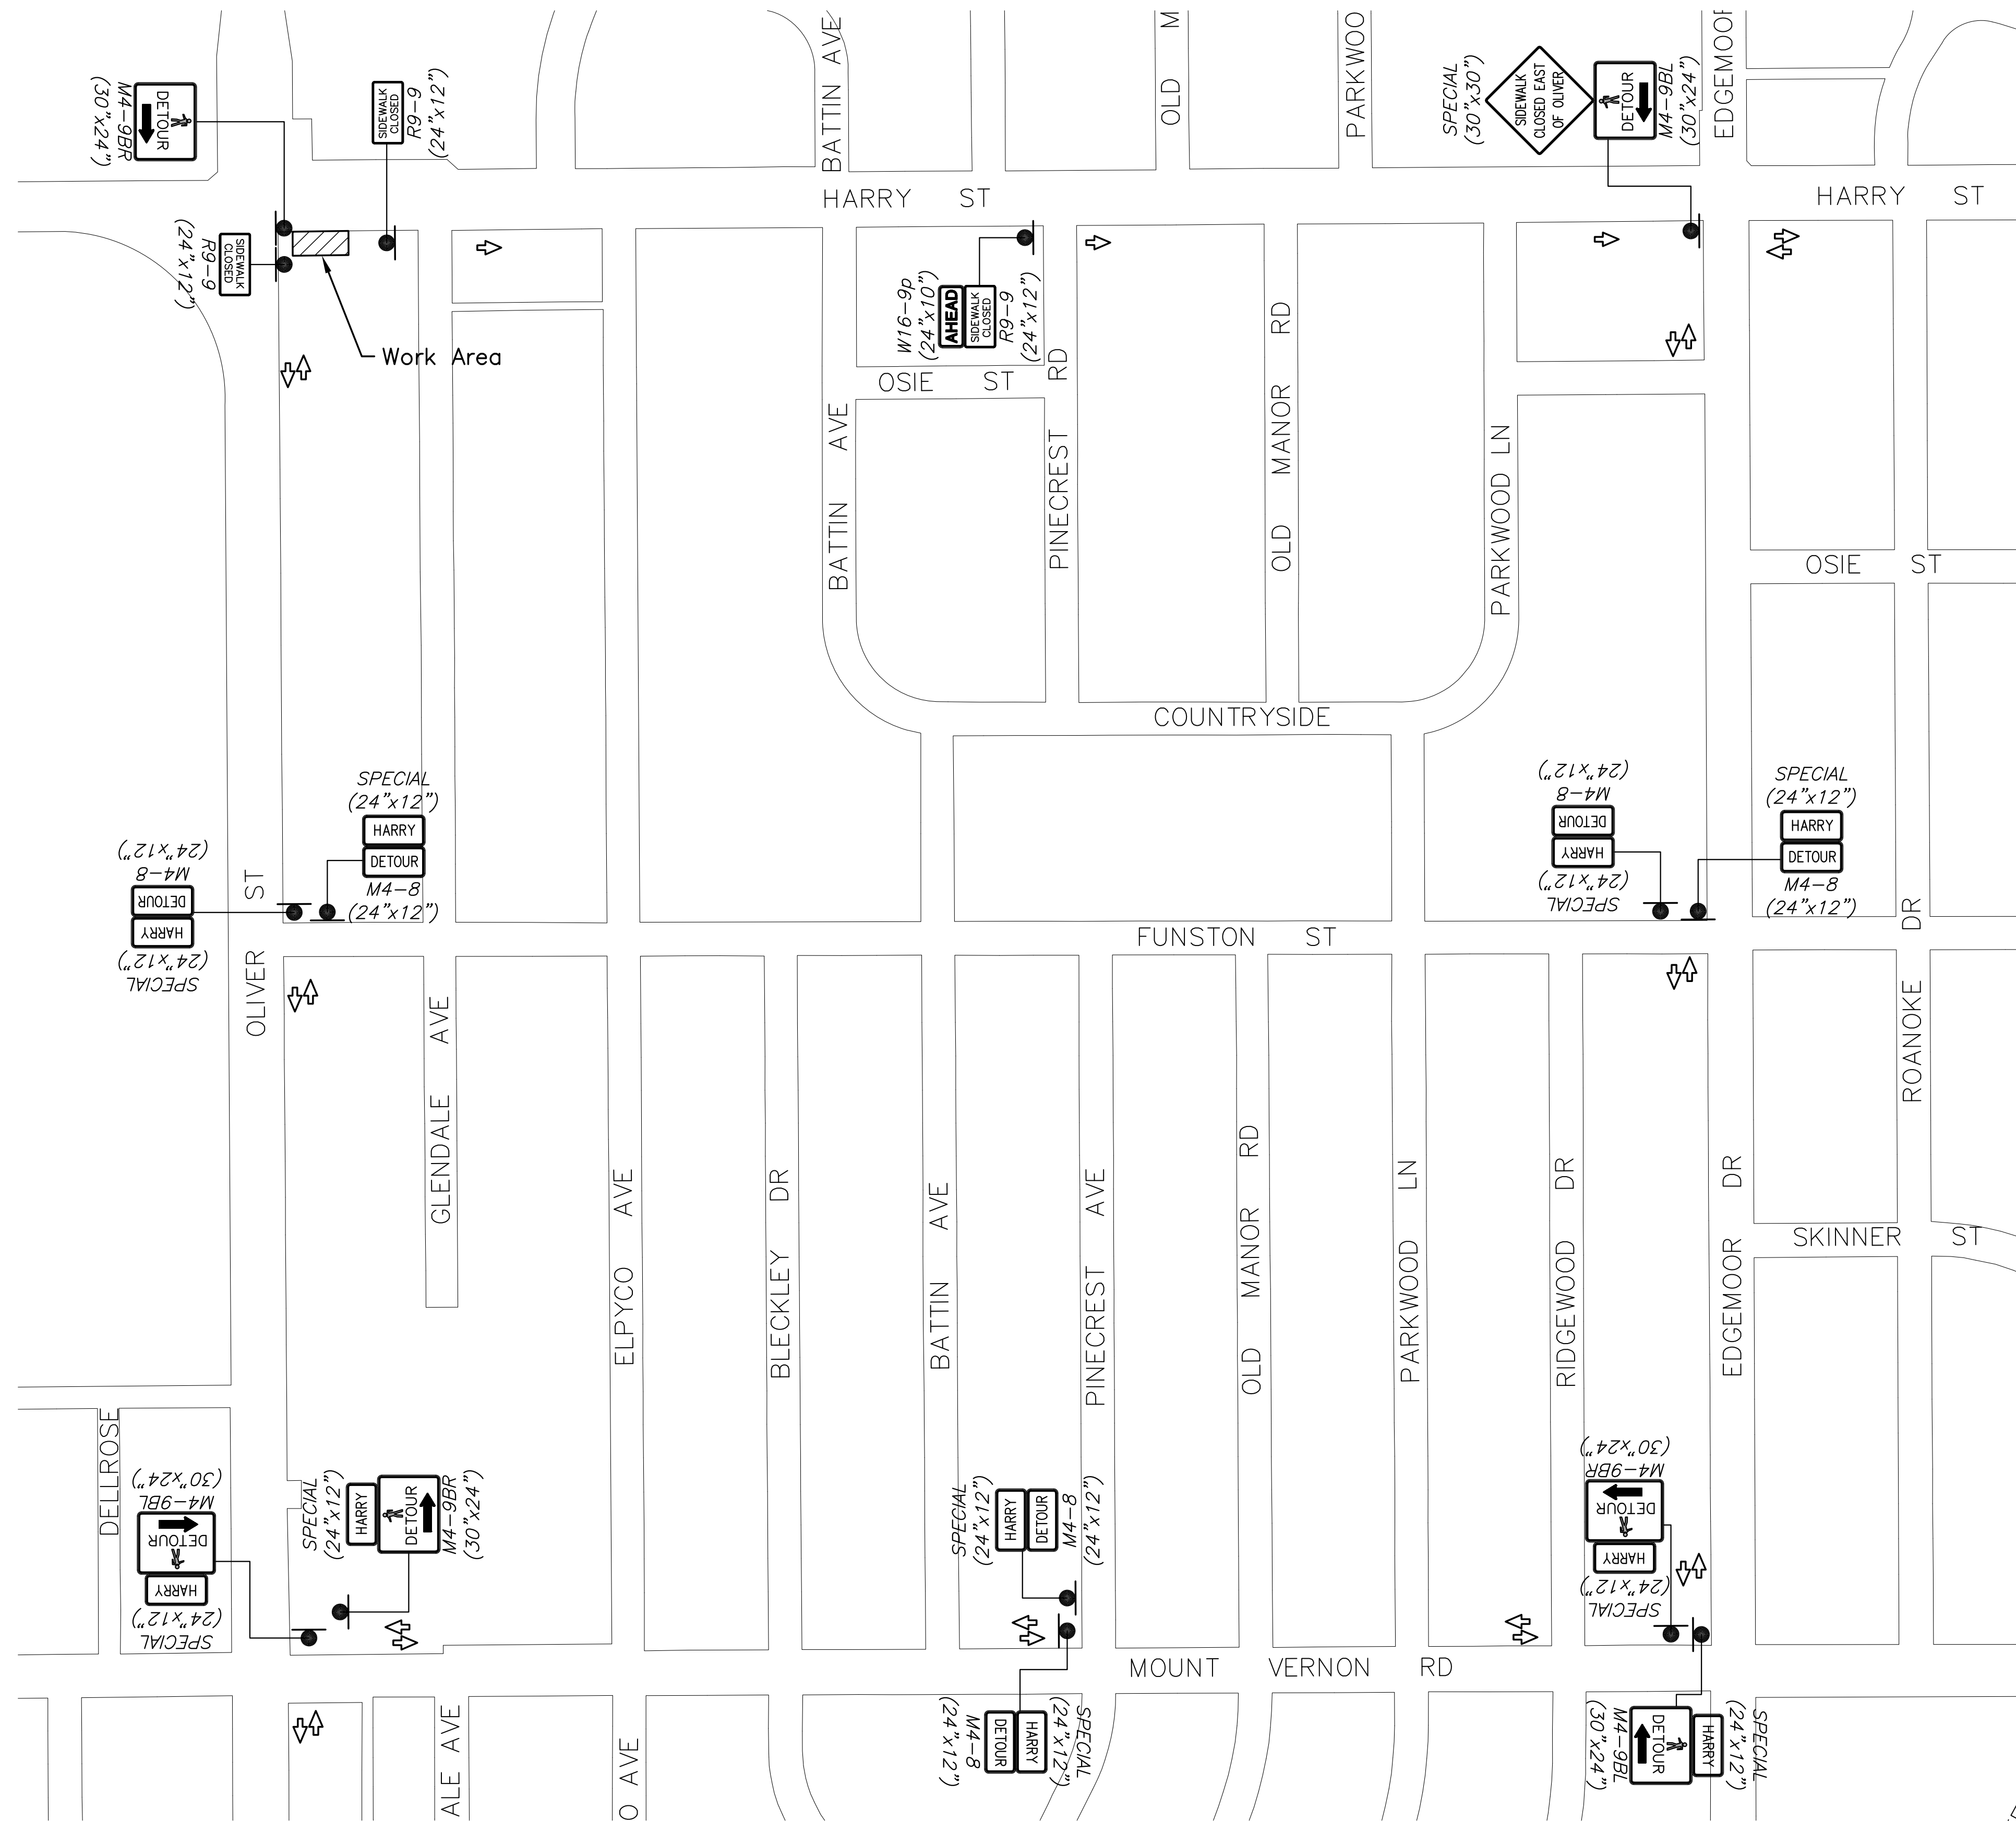 BATTIN AVE
OLD M
PARKWOO
EDGEMOOR
M4-9BR
(30"x24")
DETOUR
SIDEWALK
CLOSED
R9-9
(24"x12")
SPECIAL
(30"x30")
SIDEWALK
CLOSED EAST
OF OLIVER
DETOUR
M4-9BL
(30"x24")
HARRY ST
HARRY ST
SIDEWALK
CLOSED
R9-9
(24"x12")
Work Area
W16-9p
(24"x10")
AHEAD
SIDEWALK
CLOSED
R9-9
(24"x12")
OSIE ST
BATTIN AVE
PINECREST RD
OLD MANOR RD
PARKWOOD LN
OSIE ST
COUNTRYSIDE
SPECIAL
(24"x12")
HARRY
DETOUR
M4-8
(24"x12")
(24"x12")
M4-8
DETOUR
HARRY
(24"x12")
SPECIAL
(24"x12")
M4-8
DETOUR
HARRY
(24"x12")
SPECIAL
SPECIAL
(24"x12")
HARRY
DETOUR
M4-8
(24"x12")
FUNSTON ST
OLIVER ST
GLENDALE AVE
ELPYCO AVE
BLECKLEY DR
BATTIN AVE
PINECREST AVE
OLD MANOR RD
PARKWOOD LN
RIDGEWOOD DR
EDGEMOOR DR
ROANOKE DR
SKINNER ST
DELLROSE
(30"x24")
M4-9BL
DETOUR
HARRY
(24"x12")
SPECIAL
SPECIAL
(24"x12")
HARRY
DETOUR
M4-9BR
(30"x24")
SPECIAL
(24"x12")
HARRY
DETOUR
M4-8
(24"x12")
(30"x24")
M4-9BR
DETOUR
HARRY
(24"x12")
SPECIAL
MOUNT VERNON RD
SPECIAL
(24"x12")
HARRY
DETOUR
M4-8
(24"x12")
SPECIAL
(24"x12")
HARRY
DETOUR
M4-9BL
(30"x24")
ALE AVE
O AVE